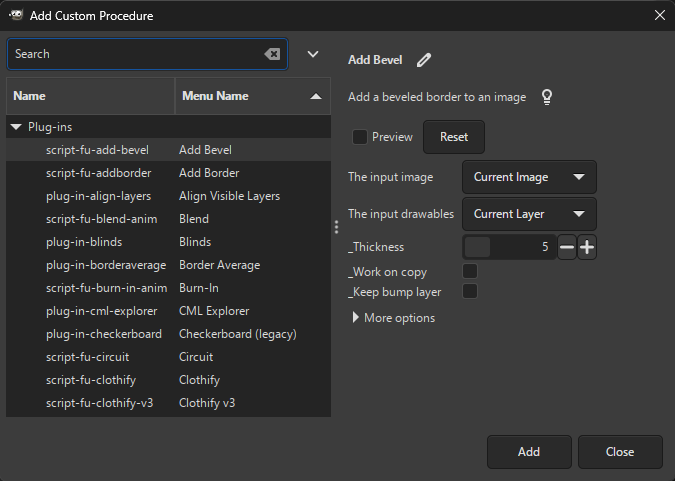 Add Custom Procedure
Search
Name Menu Name
Plug-ins
script-fu-add-bevel Add Bevel
script-fu-addborder Add Border
plug-in-align-layers Align Visible Layers
script-fu-blend-anim Blend
plug-in-blinds Blinds
plug-in-borderaverage Border Average
script-fu-burn-in-anim Burn-In
plug-in-cml-explorer CML Explorer
plug-in-checkerboard Checkerboard (legacy)
script-fu-circuit Circuit
script-fu-clothify Clothify
script-fu-clothify-v3 Clothify v3
Add Bevel
Add a beveled border to an image
Preview Reset
The input image Current Image
The input drawables Current Layer
_Thickness 5
_Work on copy
_Keep bump layer
More options
Add Close